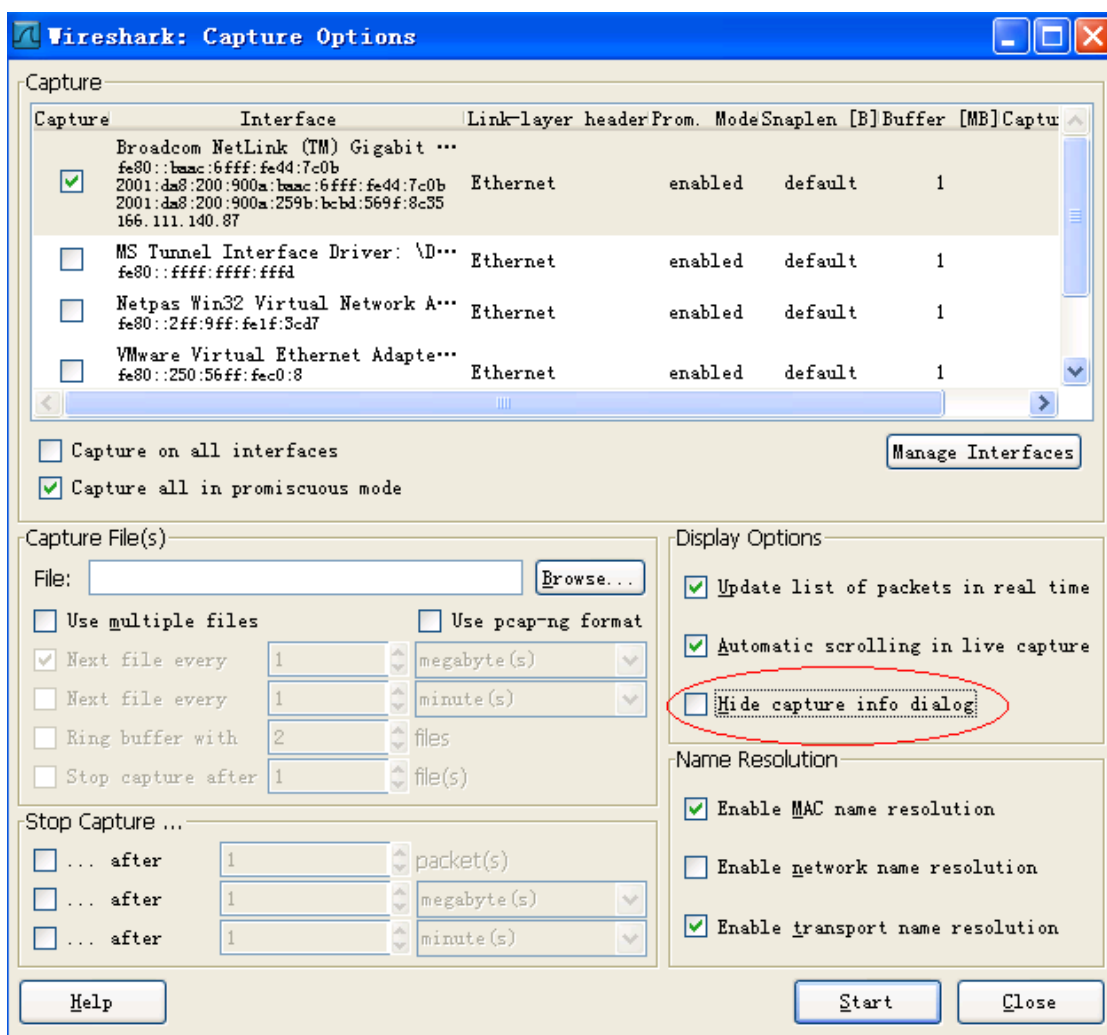 Wireshark: Capture Options
Capture
Capture Interface Link-layer header Prom. Mode Snaplen [B] Buffer [MB] Captu
Broadcom NetLink (TM) Gigabit ...
fe80::baac:6fff:fe44:7c0b
2001:da8:200:900a:baac:6fff:fe44:7c0b
2001:da8:200:900a:259b:bcbd:569f:8c35
166.111.140.87
Ethernet enabled default 1
MS Tunnel Interface Driver: \D...
fe80::ffff:ffff:fffd
Ethernet enabled default 1
Netpas Win32 Virtual Network A...
fe80::2ff:9ff:fe1f:3cd7
Ethernet enabled default 1
VMware Virtual Ethernet Adapte...
fe80::250:56ff:fec0:8
Ethernet enabled default 1
Capture on all interfaces
Manage Interfaces
Capture all in promiscuous mode
Capture File(s)
File:
Browse...
Use multiple files
Use pcap-ng format
Next file every 1 megabyte(s)
Next file every 1 minute(s)
Ring buffer with 2 files
Stop capture after 1 file(s)
Stop Capture ...
... after 1 packet(s)
... after 1 megabyte(s)
... after 1 minute(s)
Display Options
Update list of packets in real time
Automatic scrolling in live capture
Hide capture info dialog
Name Resolution
Enable MAC name resolution
Enable network name resolution
Enable transport name resolution
Help
Start
Close